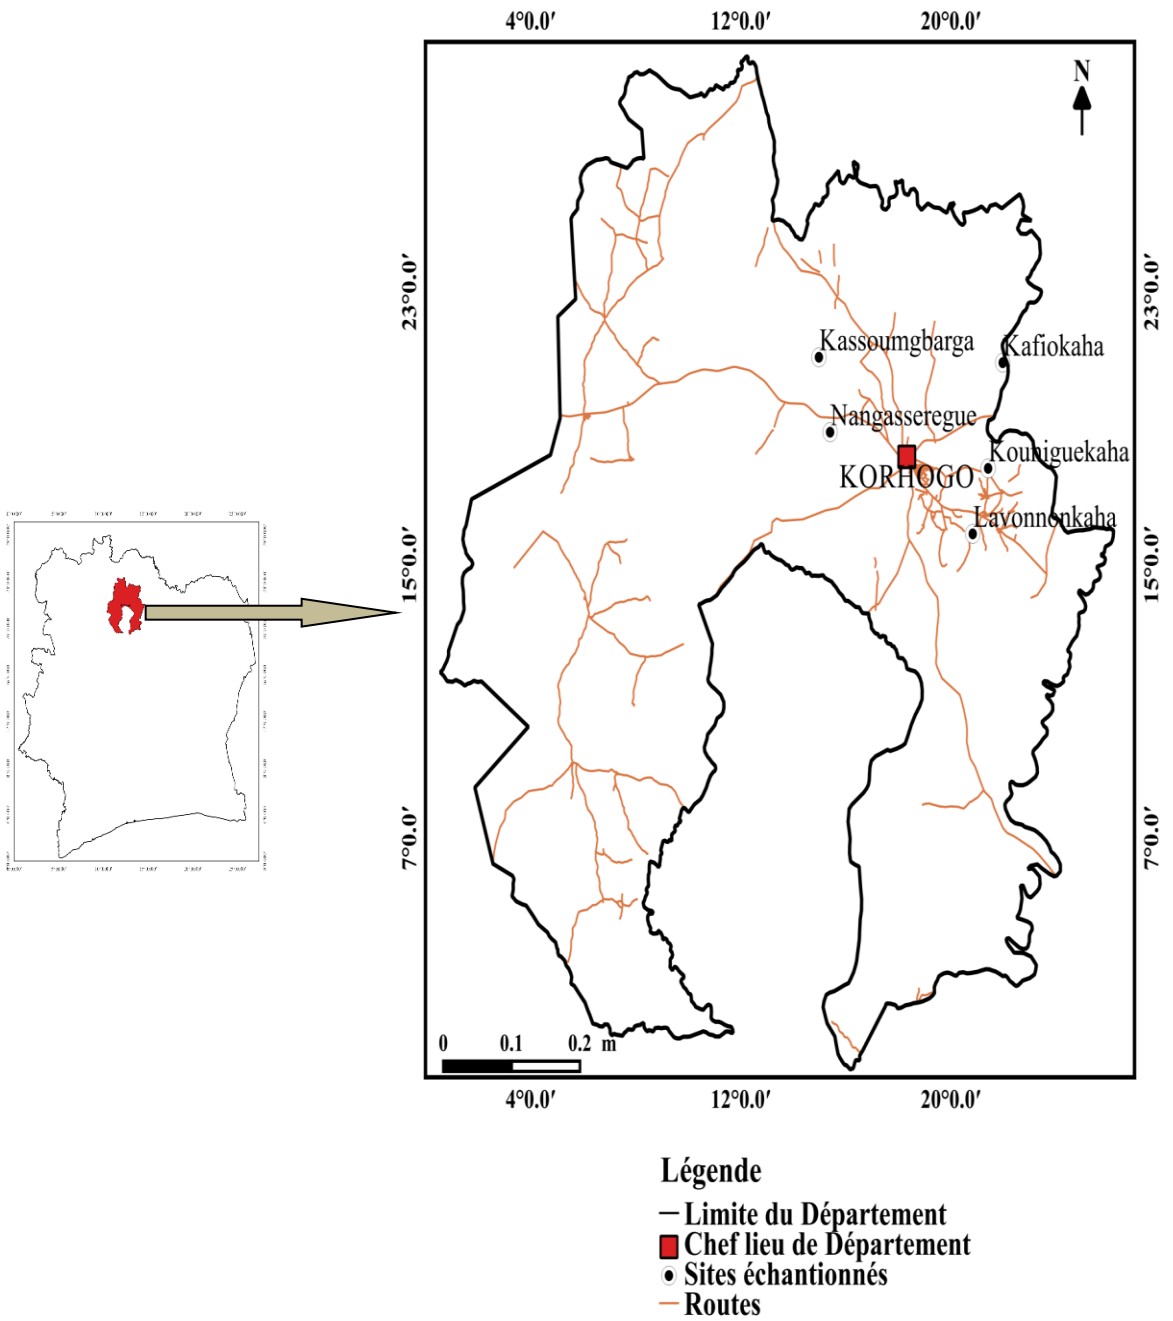 4°0.0′ 12°0.0′ 20°0.0′
N
23°0.0′ 23°0.0′
Kassoumgbarga Kafiokaha
Nangasseregue
Kouniguekaha
KORHOGO
Lavonnenkaha
15°0.0′ 15°0.0′
7°0.0′ 7°0.0′
0 0.1 0.2 m
4°0.0′ 12°0.0′ 20°0.0′
Légende
Limite du Département
Chef lieu de Département
Sites échantionnés
Routes